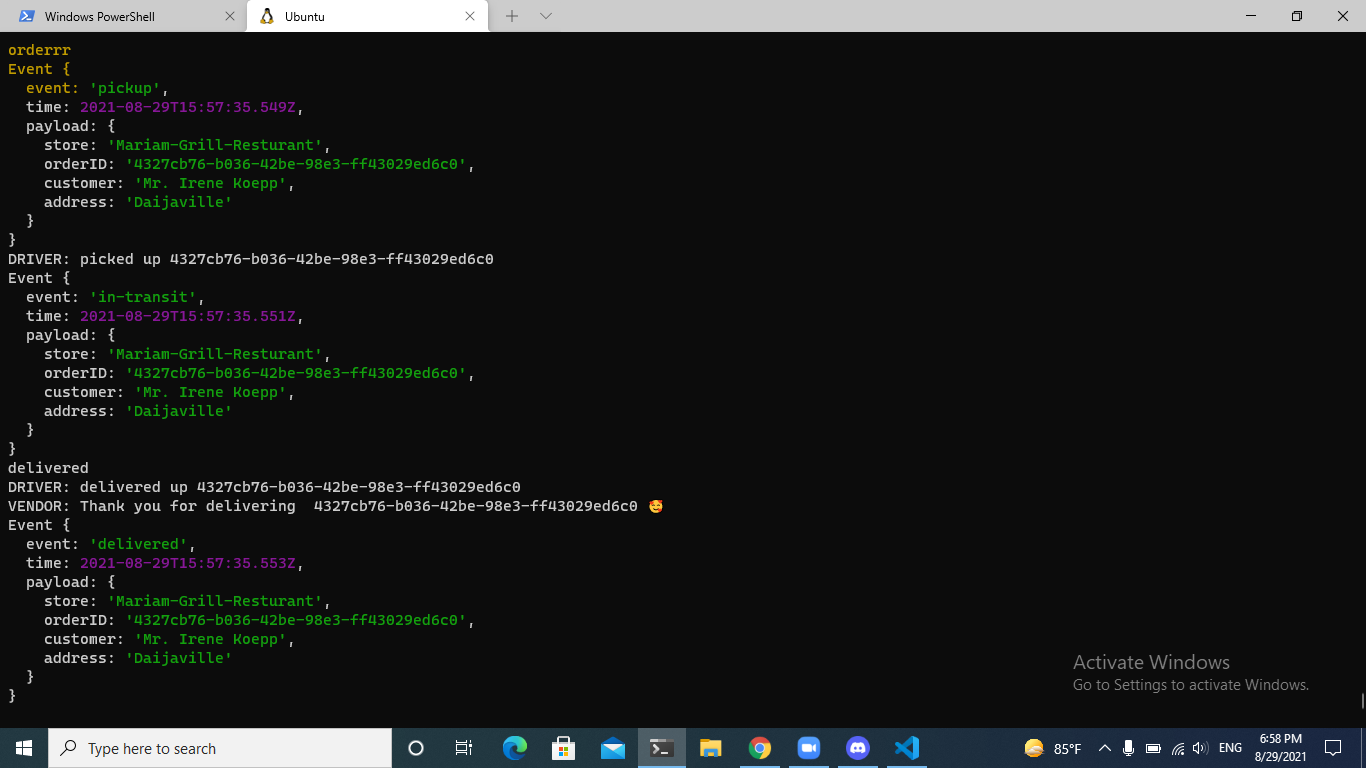 Windows PowerShell
Ubuntu
orderrr
Event {
  event: 'pickup',
  time: 2021-08-29T15:57:35.549Z,
  payload: {
    store: 'Mariam-Grill-Resturant',
    orderID: '4327cb76-b036-42be-98e3-ff43029ed6c0',
    customer: 'Mr. Irene Koepp',
    address: 'Daijaville'
  }
}
DRIVER: picked up 4327cb76-b036-42be-98e3-ff43029ed6c0
Event {
  event: 'in-transit',
  time: 2021-08-29T15:57:35.551Z,
  payload: {
    store: 'Mariam-Grill-Resturant',
    orderID: '4327cb76-b036-42be-98e3-ff43029ed6c0',
    customer: 'Mr. Irene Koepp',
    address: 'Daijaville'
  }
}
delivered
DRIVER: delivered up 4327cb76-b036-42be-98e3-ff43029ed6c0
VENDOR: Thank you for delivering  4327cb76-b036-42be-98e3-ff43029ed6c0 🥰
Event {
  event: 'delivered',
  time: 2021-08-29T15:57:35.553Z,
  payload: {
    store: 'Mariam-Grill-Resturant',
    orderID: '4327cb76-b036-42be-98e3-ff43029ed6c0',
    customer: 'Mr. Irene Koepp',
    address: 'Daijaville'
  }
}
Activate Windows
Go to Settings to activate Windows.
Type here to search
85°F
ENG
6:58 PM
8/29/2021